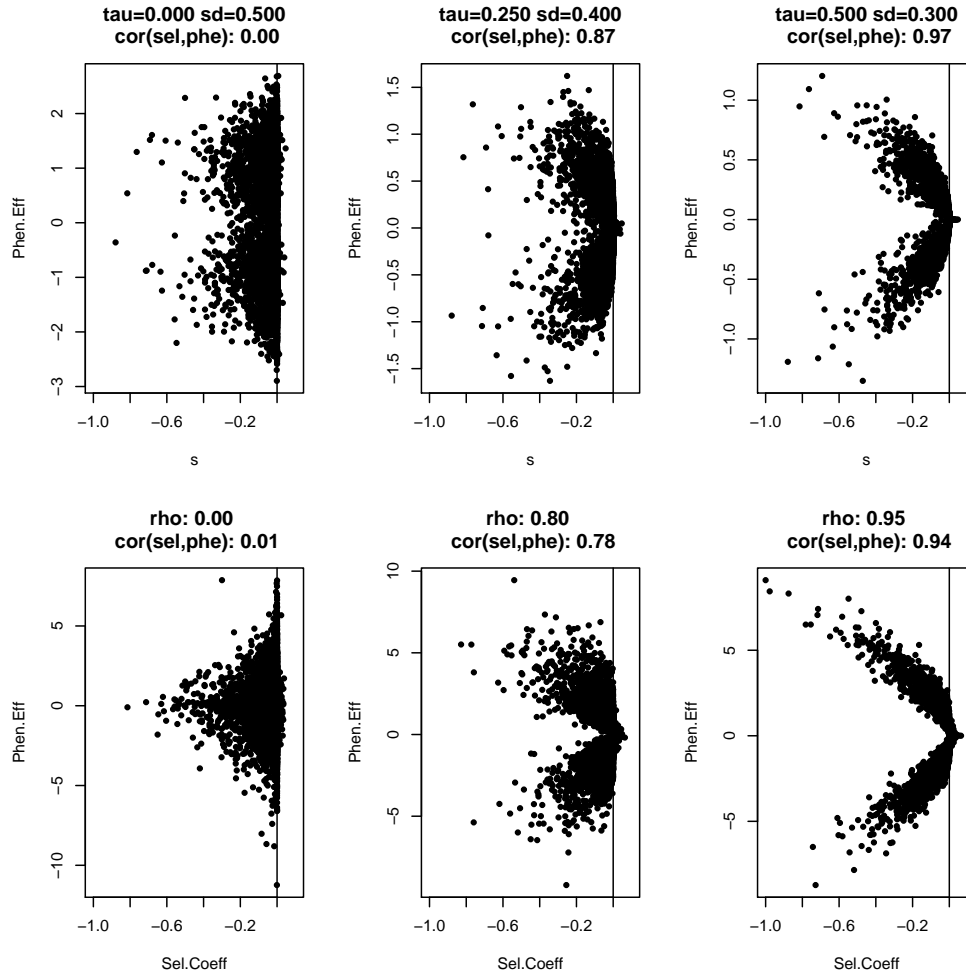 tau=0.000 sd=0.500
cor(sel,phe): 0.00
tau=0.250 sd=0.400
cor(sel,phe): 0.87
tau=0.500 sd=0.300
cor(sel,phe): 0.97
Phen.Eff
2
1
0
−1
−2
−3
−1.0
−0.6
−0.2
s
Phen.Eff
1.5
1.0
0.5
0.0
−0.5
−1.0
−1.5
−1.0
−0.6
−0.2
s
Phen.Eff
1.0
0.5
0.0
−0.5
−1.0
−1.0
−0.6
−0.2
s
rho: 0.00
cor(sel,phe): 0.01
rho: 0.80
cor(sel,phe): 0.78
rho: 0.95
cor(sel,phe): 0.94
Phen.Eff
5
0
−5
−10
−1.0
−0.6
−0.2
Sel.Coeff
Phen.Eff
10
5
0
−5
−1.0
−0.6
−0.2
Sel.Coeff
Phen.Eff
5
0
−5
−1.0
−0.6
−0.2
Sel.Coeff